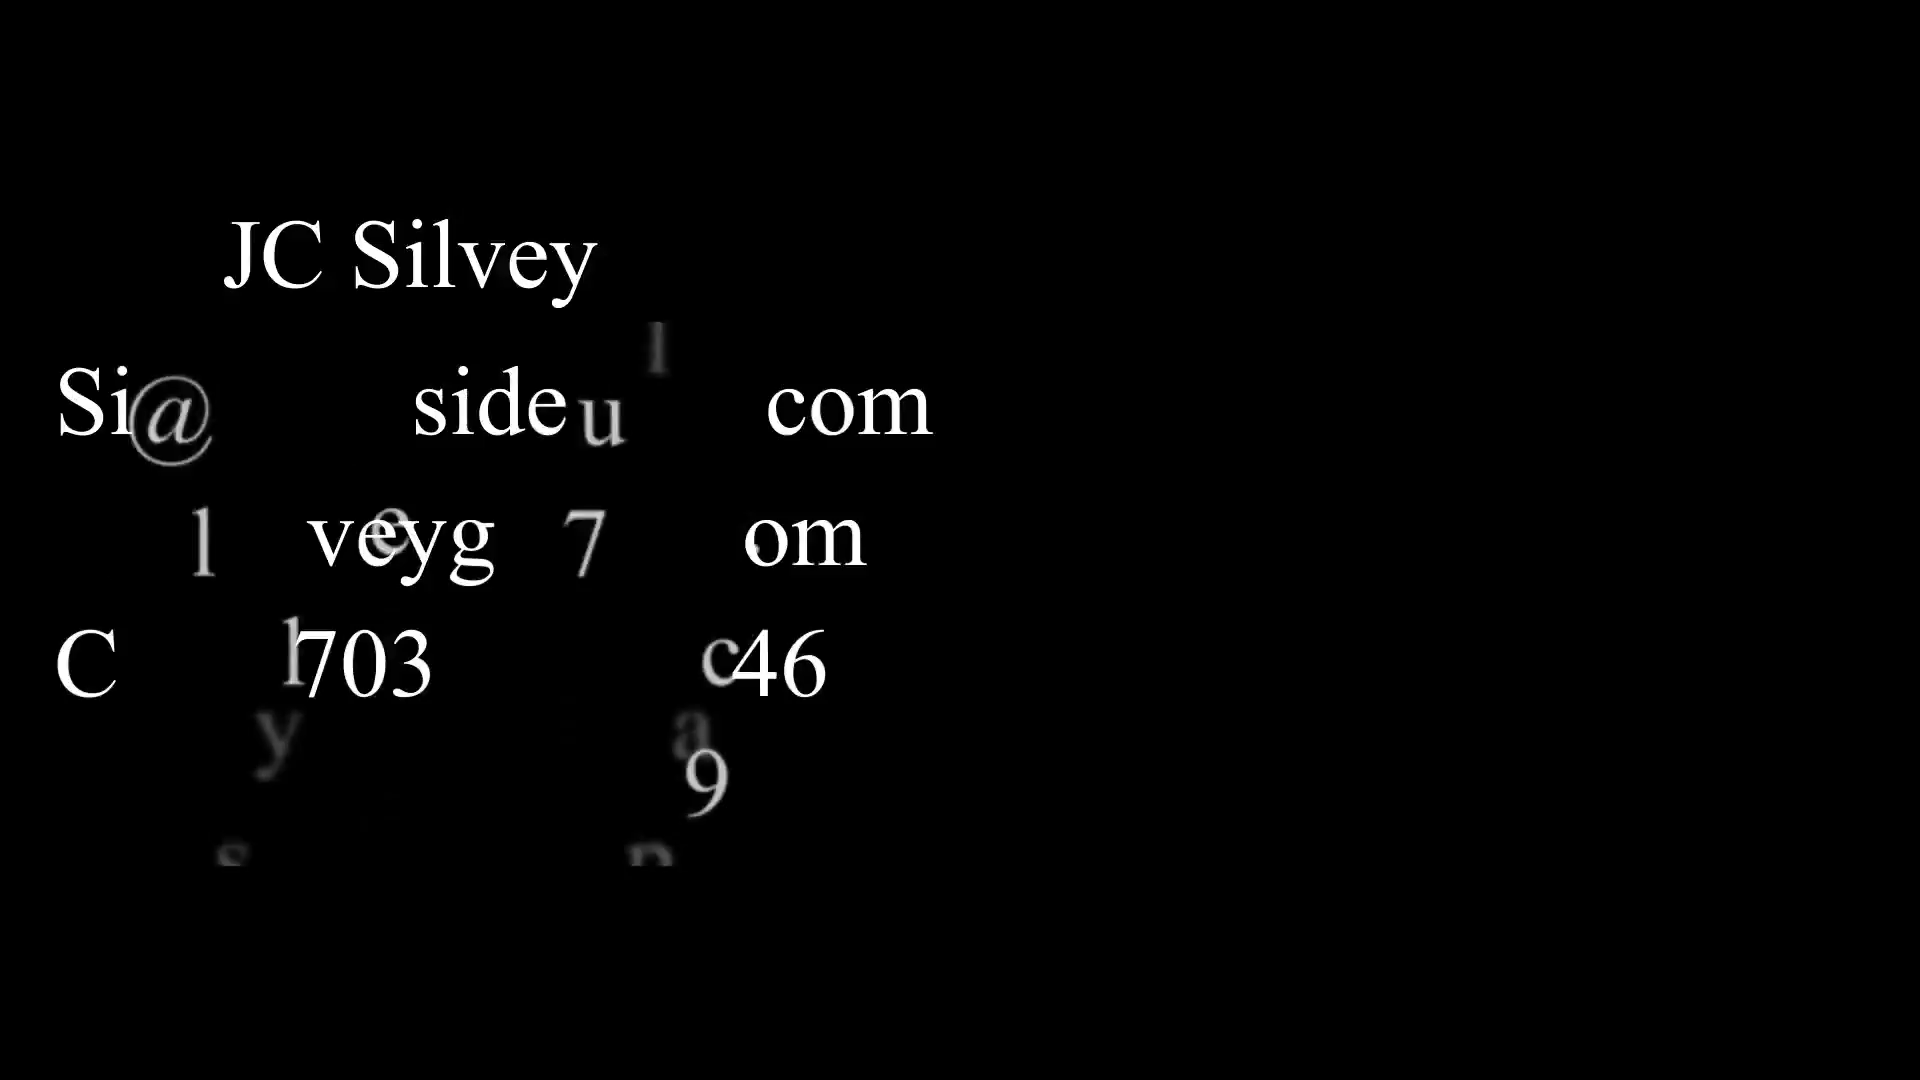 JC Silvey
l
Si@ side u com
l veyg e 7 om
C l 703 c 46
y a
9
s